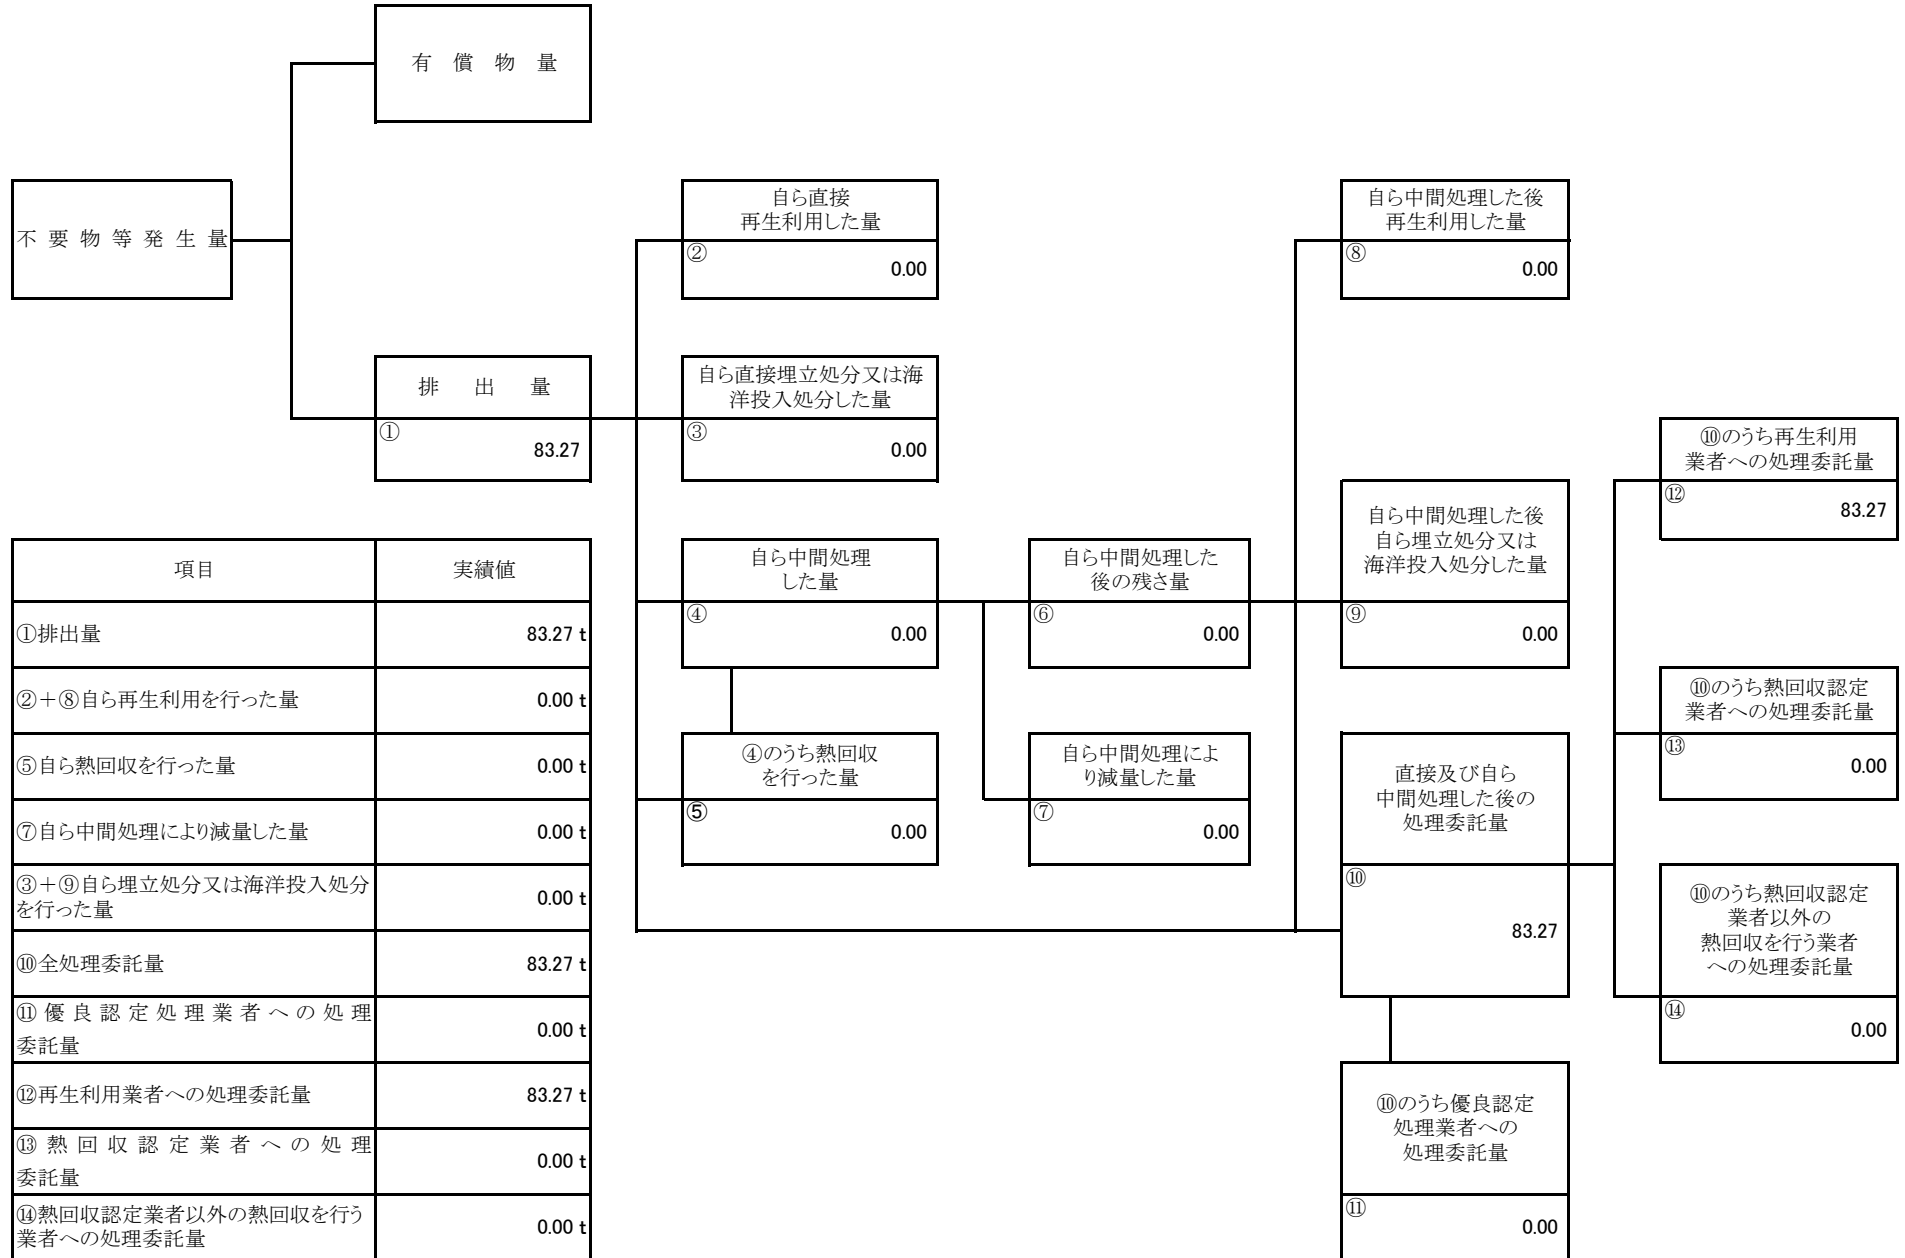 有償物量
不要物等発生量
自ら直接
再生利用した量
②
0.00
自ら中間処理した後
再生利用した量
⑧
0.00
排出量
①
83.27
自ら直接埋立処分又は海
洋投入処分した量
③
0.00
⑩のうち再生利用
業者への処理委託量
⑫
83.27
自ら中間処理
した量
④
0.00
自ら中間処理した
後の残さ量
⑥
0.00
自ら中間処理した後
自ら埋立処分又は
海洋投入処分した量
⑨
0.00
⑩のうち熱回収認定
業者への処理委託量
⑬
0.00
④のうち熱回収
を行った量
⑤
0.00
自ら中間処理によ
り減量した量
⑦
0.00
直接及び自ら
中間処理した後の
処理委託量
⑩
83.27
⑩のうち熱回収認定
業者以外の
熱回収を行う業者
への処理委託量
⑭
0.00
⑩のうち優良認定
処理業者への
処理委託量
⑪
0.00
項目 実績値
①排出量 83.27 t
②＋⑧自ら再生利用を行った量 0.00 t
⑤自ら熱回収を行った量 0.00 t
⑦自ら中間処理により減量した量 0.00 t
③＋⑨自ら埋立処分又は海洋投入処分
を行った量 0.00 t
⑩全処理委託量 83.27 t
⑪優良認定処理業者への処理
委託量 0.00 t
⑫再生利用業者への処理委託量 83.27 t
⑬熱回収認定業者への処理
委託量 0.00 t
⑭熱回収認定業者以外の熱回収を行う
業者への処理委託量 0.00 t